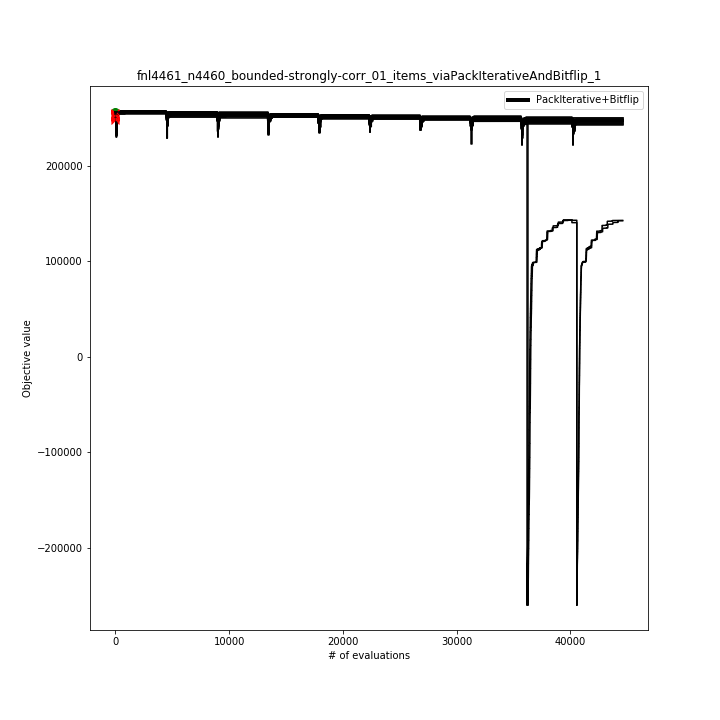 fnl4461_n4460_bounded-strongly-corr_01_items_viaPackIterativeAndBitflip_1
PackIterative+Bitflip
200000
100000
0
−100000
−200000
Objective value
0 10000 20000 30000 40000
# of evaluations